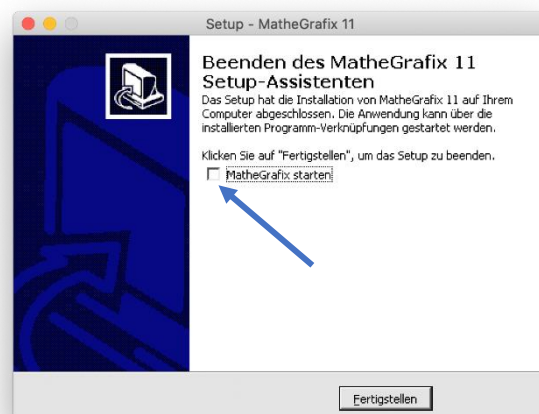 Setup - MatheGrafix 11
Beenden des MatheGrafix 11
Setup-Assistenten
Das Setup hat die Installation von MatheGrafix 11 auf Ihrem
Computer abgeschlossen. Die Anwendung kann über die
installierten Programm-Verknüpfungen gestartet werden.
Klicken Sie auf "Fertigstellen", um das Setup zu beenden.
MatheGrafix starten
Fertigstellen